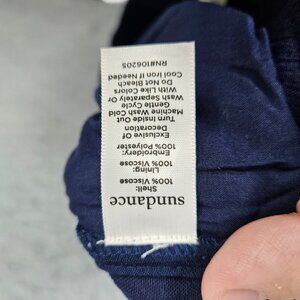 sundance
Shell:
100% Viscose
Lining:
100% Viscose
Embroidery:
100% Polyester
Exclusive Of
Decoration
Turn Inside Out
Machine Wash Cold
Gentle Cycle
Wash Separately Or
With Like Colors
Do Not Bleach
Cool Iron If Needed
RN#106205